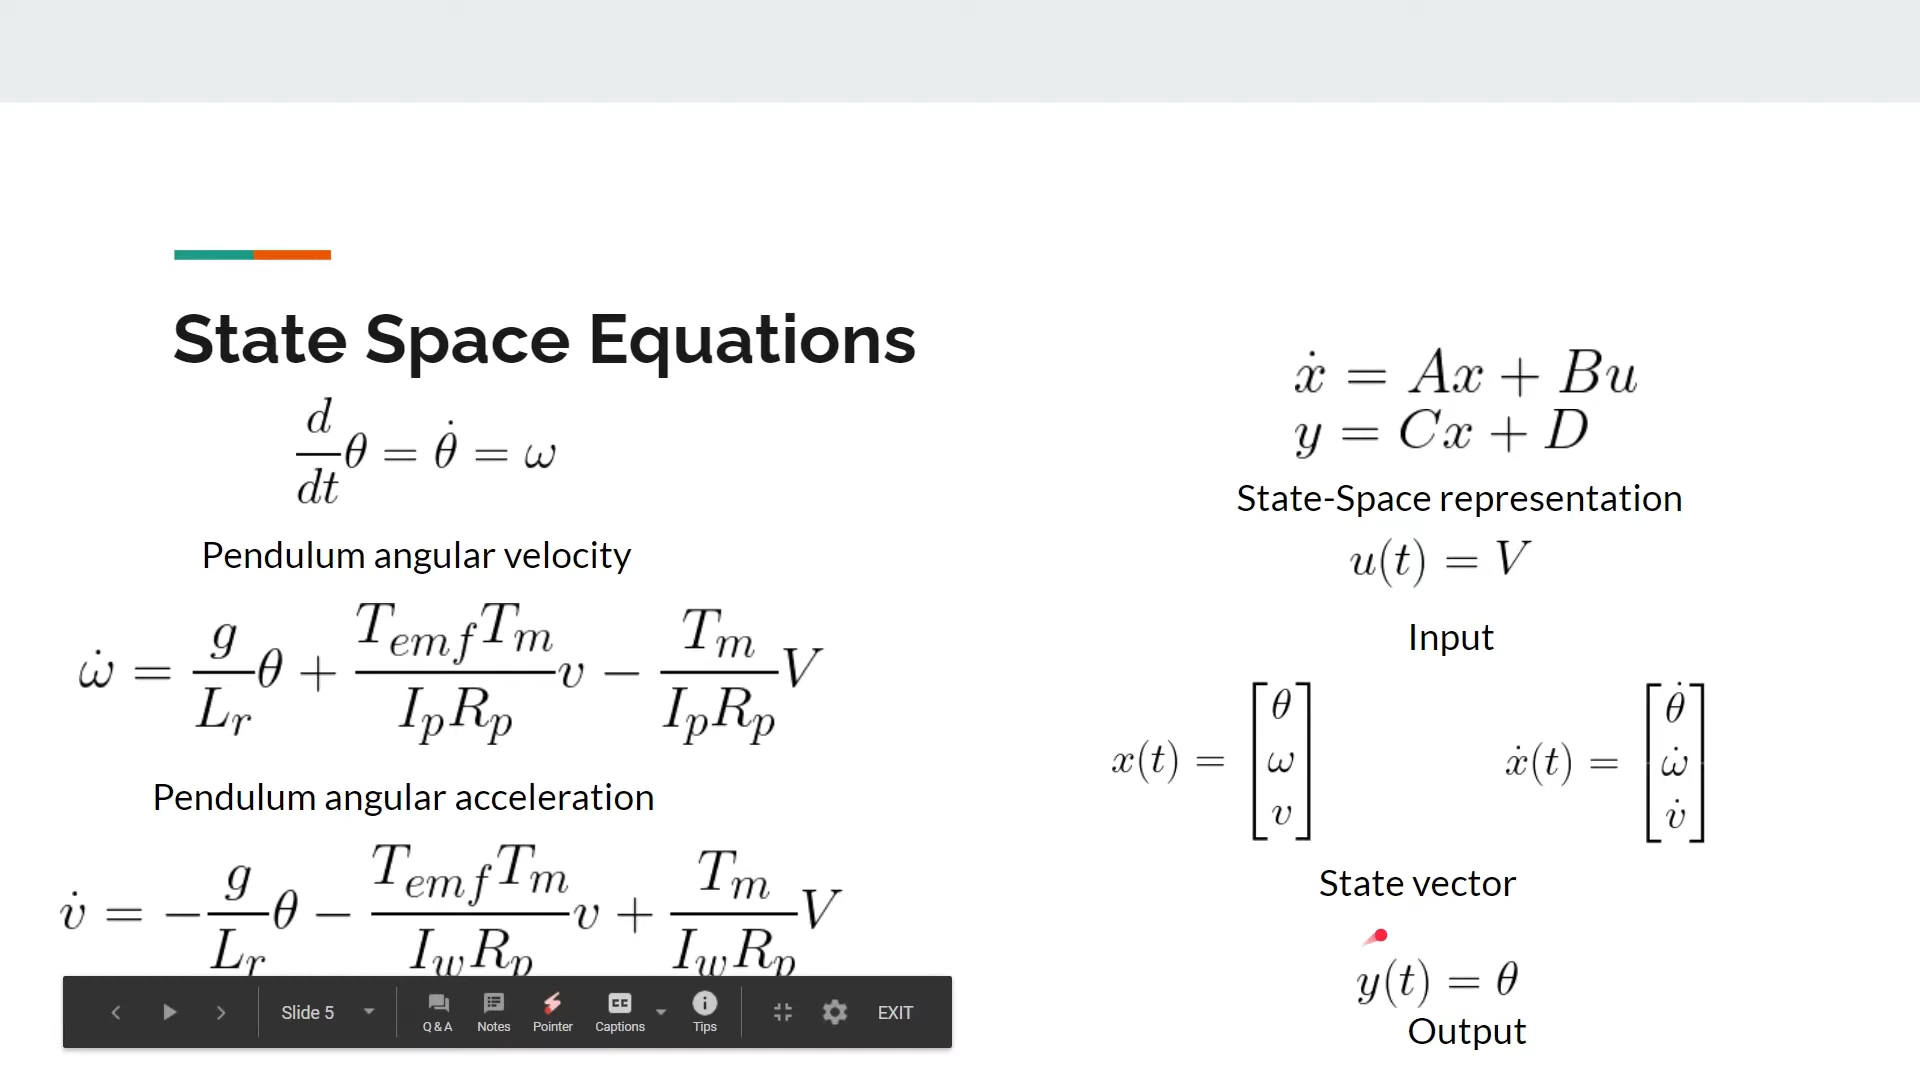 State Space Equations
d/dt θ = θ̇ = ω
Pendulum angular velocity
ω̇ = g/L_r θ + T_emf T_m / I_p R_p v − T_m / I_p R_p V
Pendulum angular acceleration
v̇ = − g/L_r θ − T_emf T_m / I_w R_p v + T_m / I_w R_p V
Slide 5
Q & A
Notes
Pointer
CC
Captions
Tips
EXIT
ẋ = Ax + Bu
y = Cx + D
State-Space representation
u(t) = V
Input
x(t) = [θ ω v]
ẋ(t) = [θ̇ ω̇ v̇]
State vector
y(t) = θ
Output